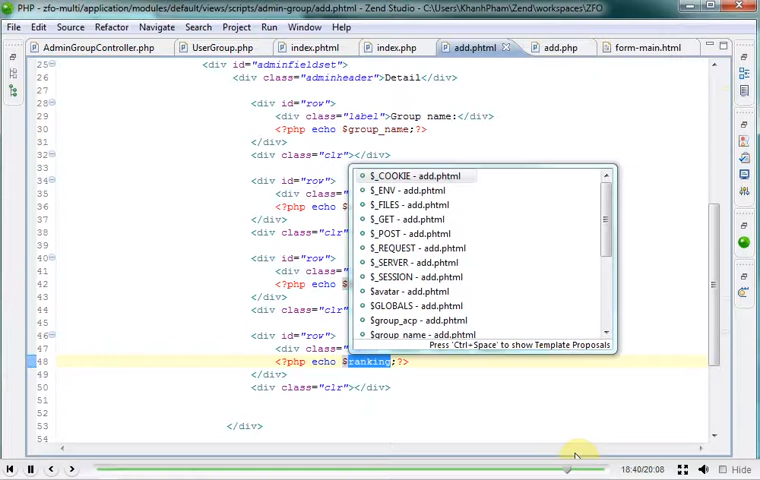 PHP - zfo-multi/application/modules/default/views/scripts/admin-group/add.phtml - Zend Studio - C:\Users\KhanhPham\Zend\workspaces\ZFO
File Edit Source Refactor Navigate Search Project Run Window Help
AdminGroupController.php UserGroup.php index.phtml index.php add.phtml add.php form-main.html
25 <div id="adminfieldset">
26 <div class="adminheader">Detail</div>
27
28 <div id="row">
29 <div class="label">Group name:</div>
30 <?php echo $group_name;?>
31 </div>
32 <div class="clr"></div>
33
34 <div id="row">
35 <div class="
36 <?php echo $
37 </div>
38 <div class="clr"
39
40 <div id="row">
41 <div class="
42 <?php echo $
43 </div>
44 <div class="clr"
45
46 <div id="row">
47 <div class="
48 <?php echo $ranking;?>
49 </div>
50 <div class="clr"></div>
51
52
53 </div>
54
$_COOKIE - add.phtml
$_ENV - add.phtml
$_FILES - add.phtml
$_GET - add.phtml
$_POST - add.phtml
$_REQUEST - add.phtml
$_SERVER - add.phtml
$_SESSION - add.phtml
$avatar - add.phtml
$GLOBALS - add.phtml
$group_acp - add.phtml
$group_name - add.phtml
Press 'Ctrl+Space' to show Template Proposals
18:40/20:08 Hide